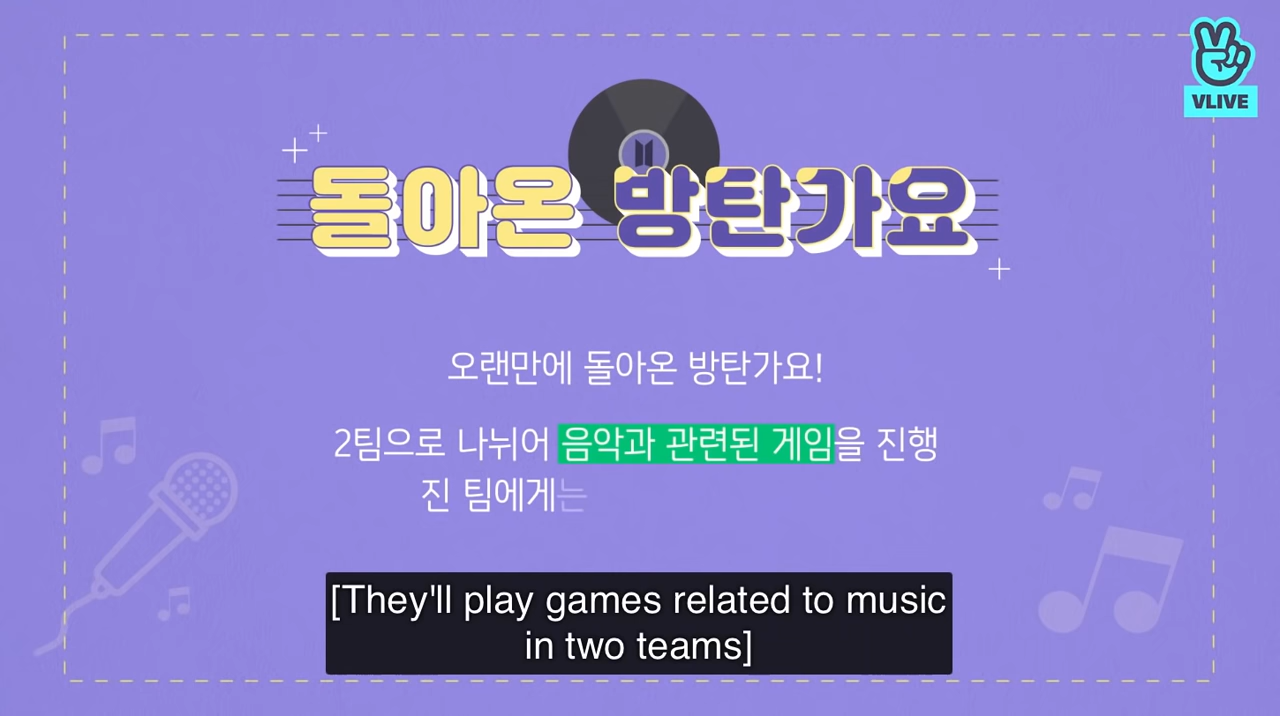 VLIVE
돌아온 방탄가요
오랜만에 돌아온 방탄가요!
2팀으로 나뉘어 음악과 관련된 게임을 진행
진 팀에게는
[They'll play games related to music
in two teams]